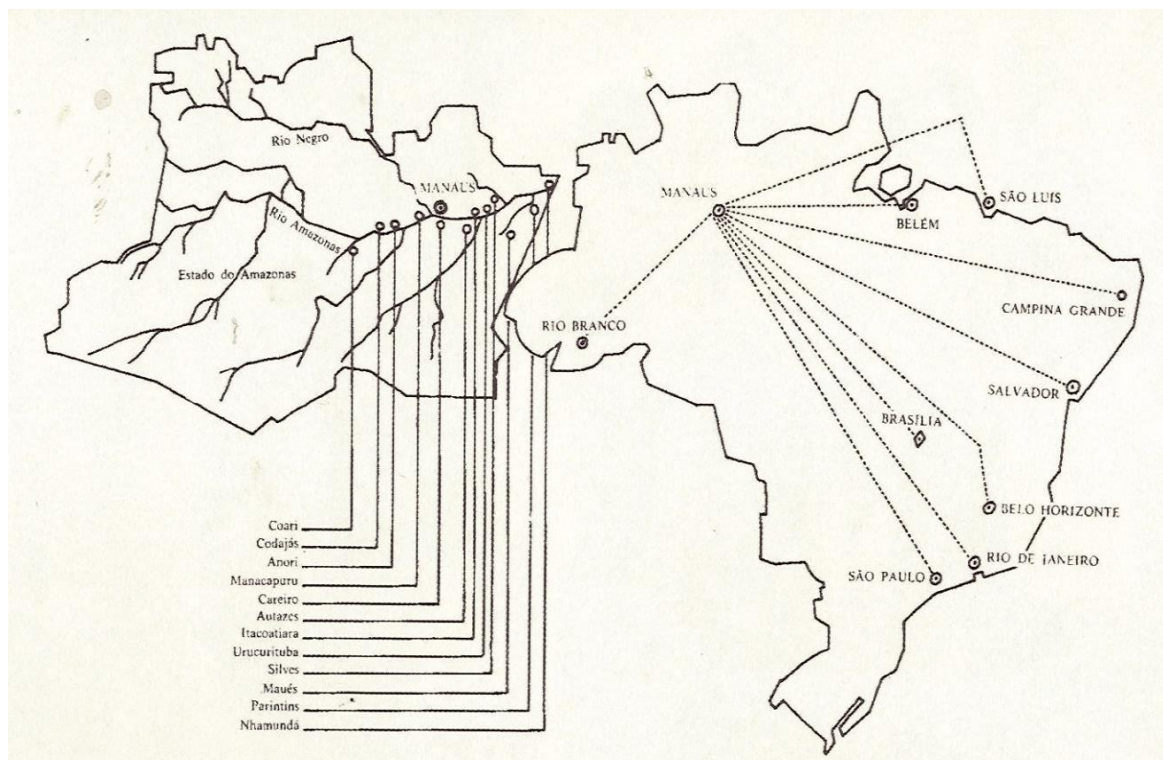 Rio Negro
MANAUS
Rio Amazonas
Estado do Amazonas
Coari
Codajás
Anori
Manacapuru
Careiro
Autazes
Itacoatiara
Urucurituba
Silves
Maués
Parintins
Nhamundá
MANAUS
SÃO LUÍS
BELÉM
CAMPINA GRANDE
RIO BRANCO
SALVADOR
BRASÍLIA
BELO HORIZONTE
RIO DE JANEIRO
SÃO PAULO